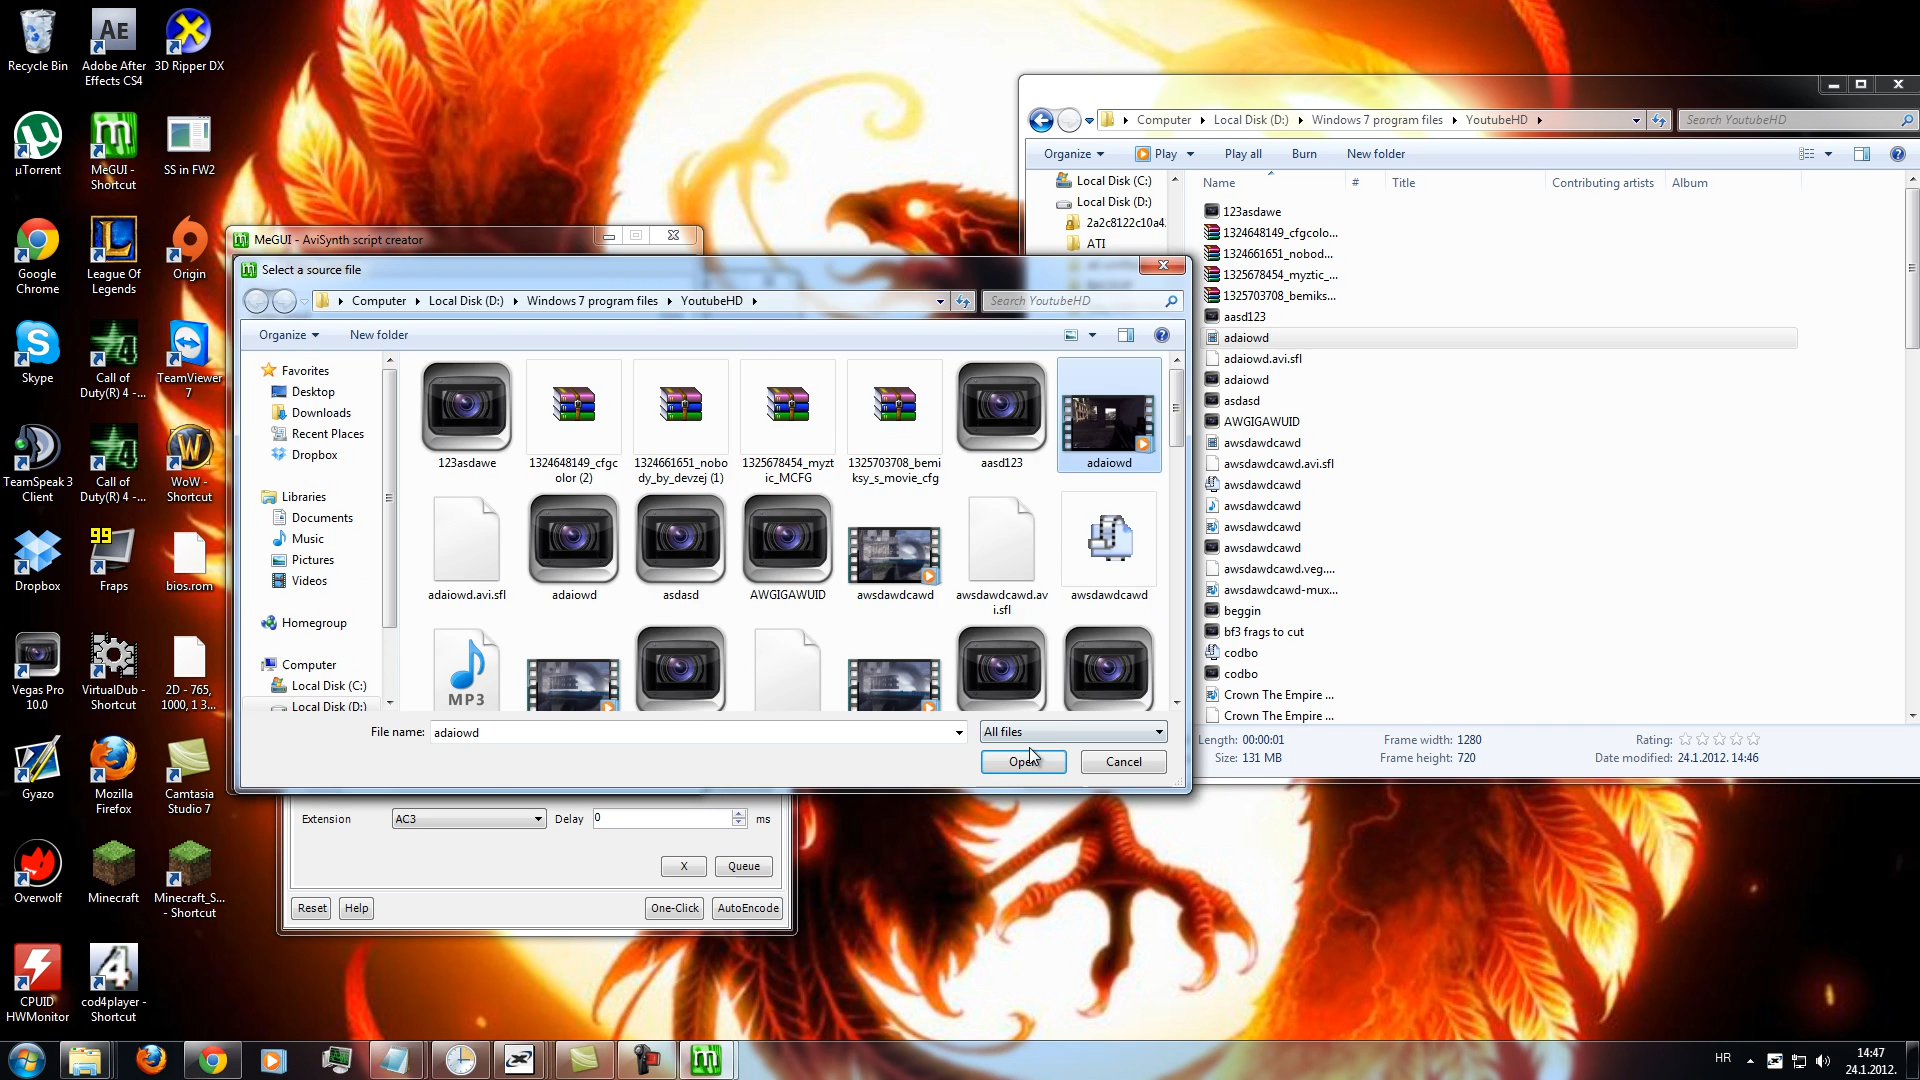 Recycle Bin
Adobe After
Effects CS4
3D Ripper DX
µTorrent
MeGUI -
Shortcut
SS in FW2
Google
Chrome
League Of
Legends
Origin
Skype
Call of
Duty(R) 4 -...
TeamViewer
7
TeamSpeak 3
Client
Call of
Duty(R) 4 -...
WoW -
Shortcut
Dropbox
99
Fraps
bios.rom
Vegas Pro
10.0
VirtualDub -
Shortcut
2D - 765,
1000, 1 3...
Gyazo
Mozilla
Firefox
Camtasia
Studio 7
Overwolf
Minecraft
Minecraft_S...
- Shortcut
CPUID
HWMonitor
cod4player -
Shortcut
MeGUI - AviSynth script creator
Select a source file
Computer
Local Disk (D:)
Windows 7 program files
YoutubeHD
Search YoutubeHD
Organize
New folder
Favorites
Desktop
Downloads
Recent Places
Dropbox
Libraries
Documents
Music
Pictures
Videos
Homegroup
Computer
Local Disk (C:)
Local Disk (D:)
123asdawe
1324648149_cfgc
olor (2)
1324661651_nobo
dy_by_devzej (1)
1325678454_myzt
ic_MCFG
1325703708_bemi
ksy_s_movie_cfg
aasd123
adaiowd
adaiowd.avi.sfl
adaiowd
asdasd
AWGIGAWUID
awsdawdcawd
awsdawdcawd.av
i.sfl
awsdawdcawd
MP3
File name:
adaiowd
All files
Open
Cancel
Extension
AC3
Delay
0
ms
X
Queue
Reset
Help
One-Click
AutoEncode
Computer
Local Disk (D:)
Windows 7 program files
YoutubeHD
Search YoutubeHD
Organize
Play
Play all
Burn
New folder
Local Disk (C:)
Local Disk (D:)
2a2c8122c10a4
ATI
Name
#
Title
Contributing artists
Album
123asdawe
1324648149_cfgcolo...
1324661651_nobod...
1325678454_myztic_...
1325703708_bemiks...
aasd123
adaiowd
adaiowd.avi.sfl
adaiowd
asdasd
AWGIGAWUID
awsdawdcawd
awsdawdcawd.avi.sfl
awsdawdcawd
awsdawdcawd
awsdawdcawd
awsdawdcawd
awsdawdcawd.veg....
awsdawdcawd-mux...
beggin
bf3 frags to cut
codbo
codbo
Crown The Empire ...
Crown The Empire ...
Length: 00:00:01
Size: 131 MB
Frame width: 1280
Frame height: 720
Rating:
Date modified: 24.1.2012. 14:46
HR
14:47
24.1.2012.